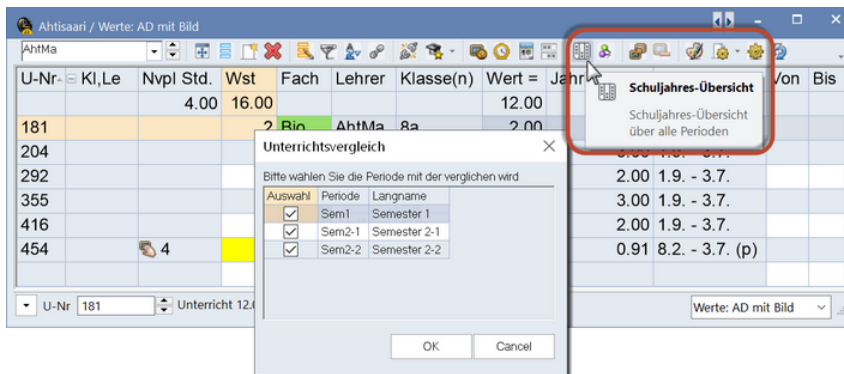 Ahtisaari / Werte: AD mit Bild
AhtMa
U-Nr Kl,Le Nvpl Std. Wst Fach Lehrer Klasse(n) Wert = Jahr Von Bis
4.00 16.00 12.00
Schuljahres-Übersicht
Schuljahres-Übersicht
über alle Perioden
181 2 Bio AhtMa 8a 2.00
204
292 2.00 1.9. - 3.7.
355 3.00 1.9. - 3.7.
416 2.00 1.9. - 3.7.
454 4 0.91 8.2. - 3.7. (p)
Unterrichtsvergleich
Bitte wählen Sie die Periode mit der verglichen wird
Auswahl Periode Langname
Sem1 Semester 1
Sem2-1 Semester 2-1
Sem2-2 Semester 2-2
OK Cancel
U-Nr 181 Unterricht 12.0 Werte: AD mit Bild